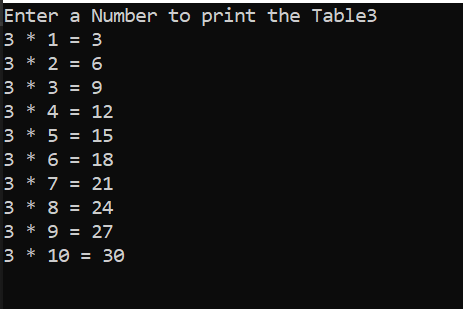 Enter a Number to print the Table3
3 * 1 = 3
3 * 2 = 6
3 * 3 = 9
3 * 4 = 12
3 * 5 = 15
3 * 6 = 18
3 * 7 = 21
3 * 8 = 24
3 * 9 = 27
3 * 10 = 30